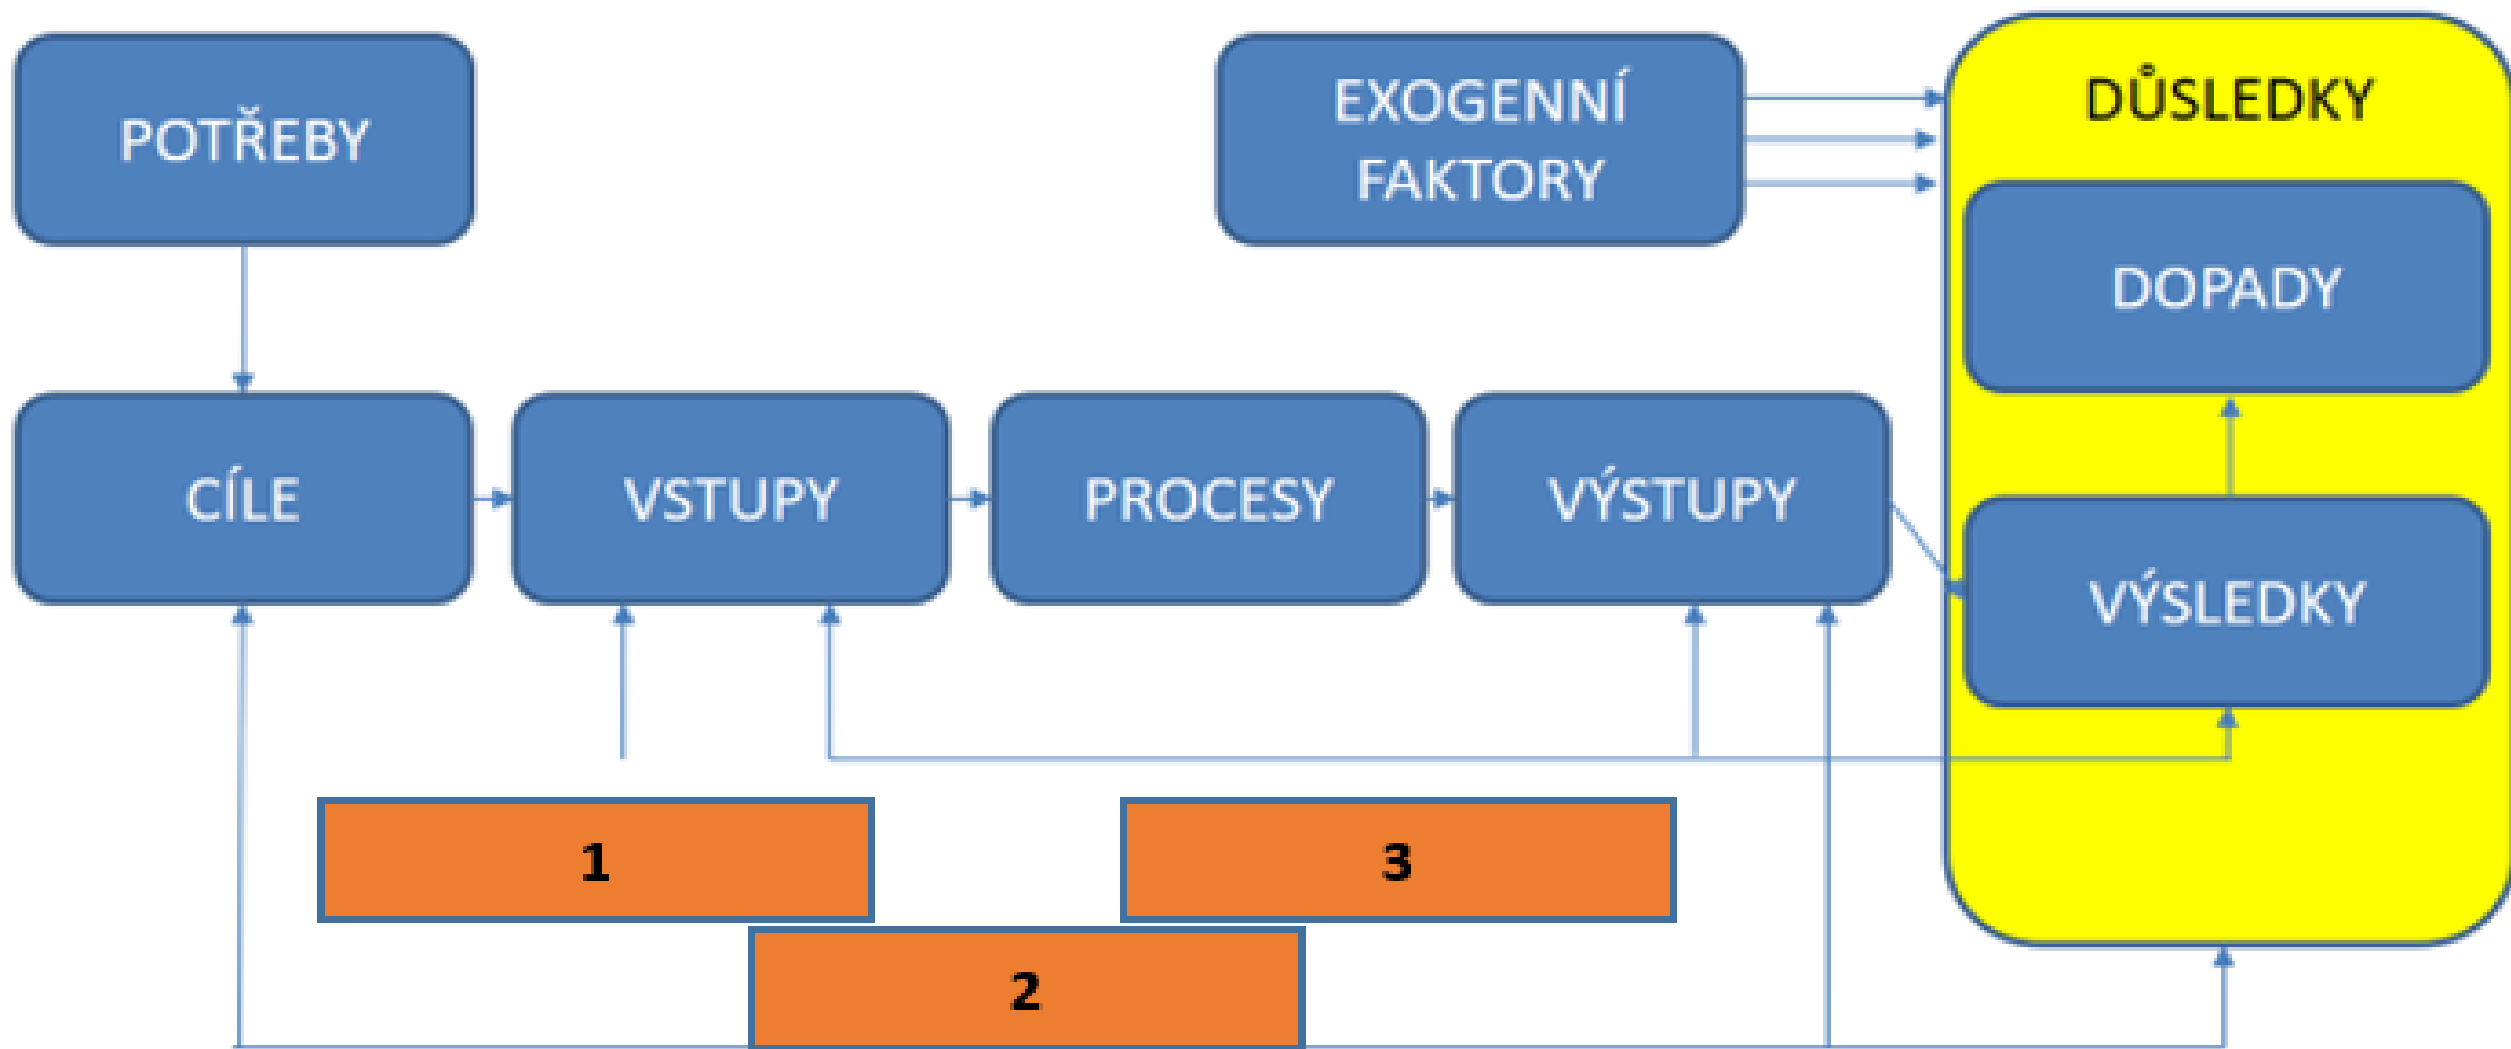 POTŘEBY
EXOGENNÍ
FAKTORY
DŮSLEDKY
DOPADY
CÍLE
VSTUPY
PROCESY
VÝSTUPY
VÝSLEDKY
1
3
2